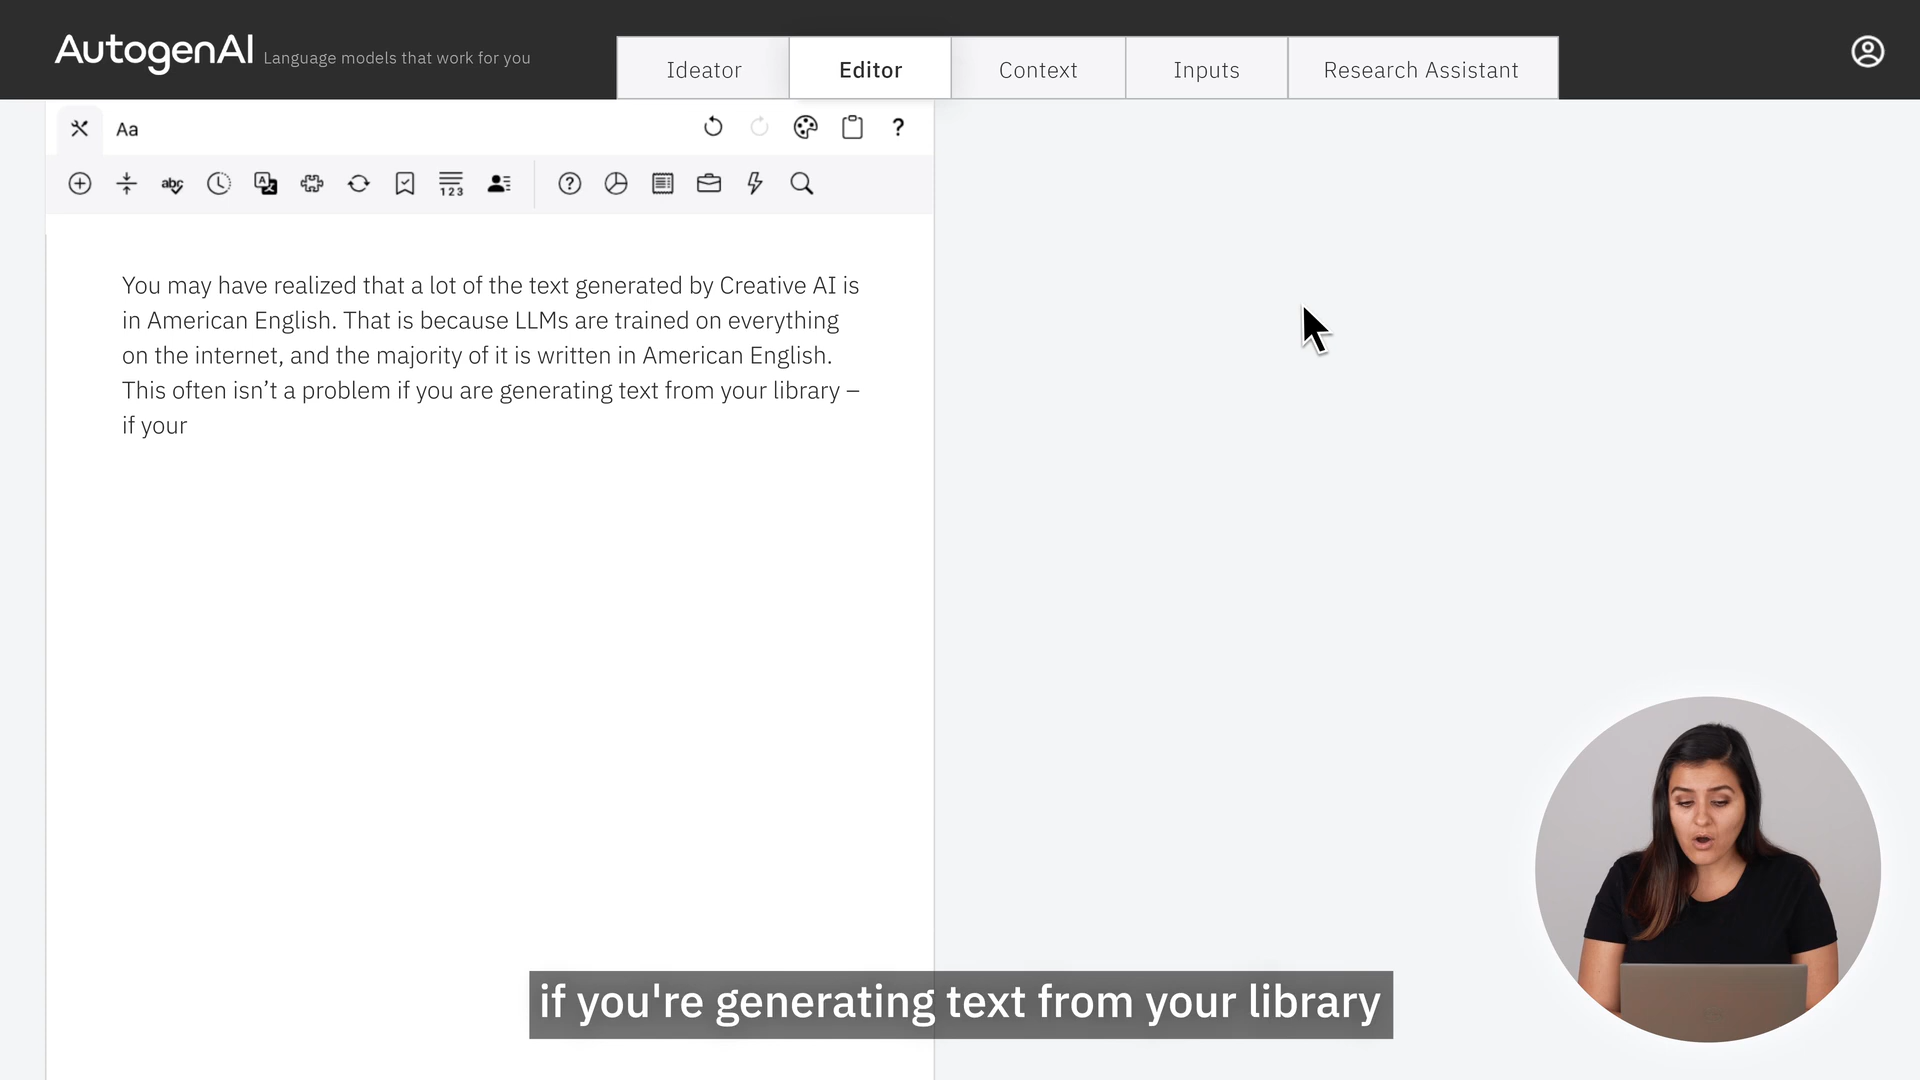 AutogenAI Language models that work for you
Ideator
Editor
Context
Inputs
Research Assistant
Aa
?
abc
A
123
?
You may have realized that a lot of the text generated by Creative AI is
in American English. That is because LLMs are trained on everything
on the internet, and the majority of it is written in American English.
This often isn’t a problem if you are generating text from your library –
if your
if you're generating text from your library